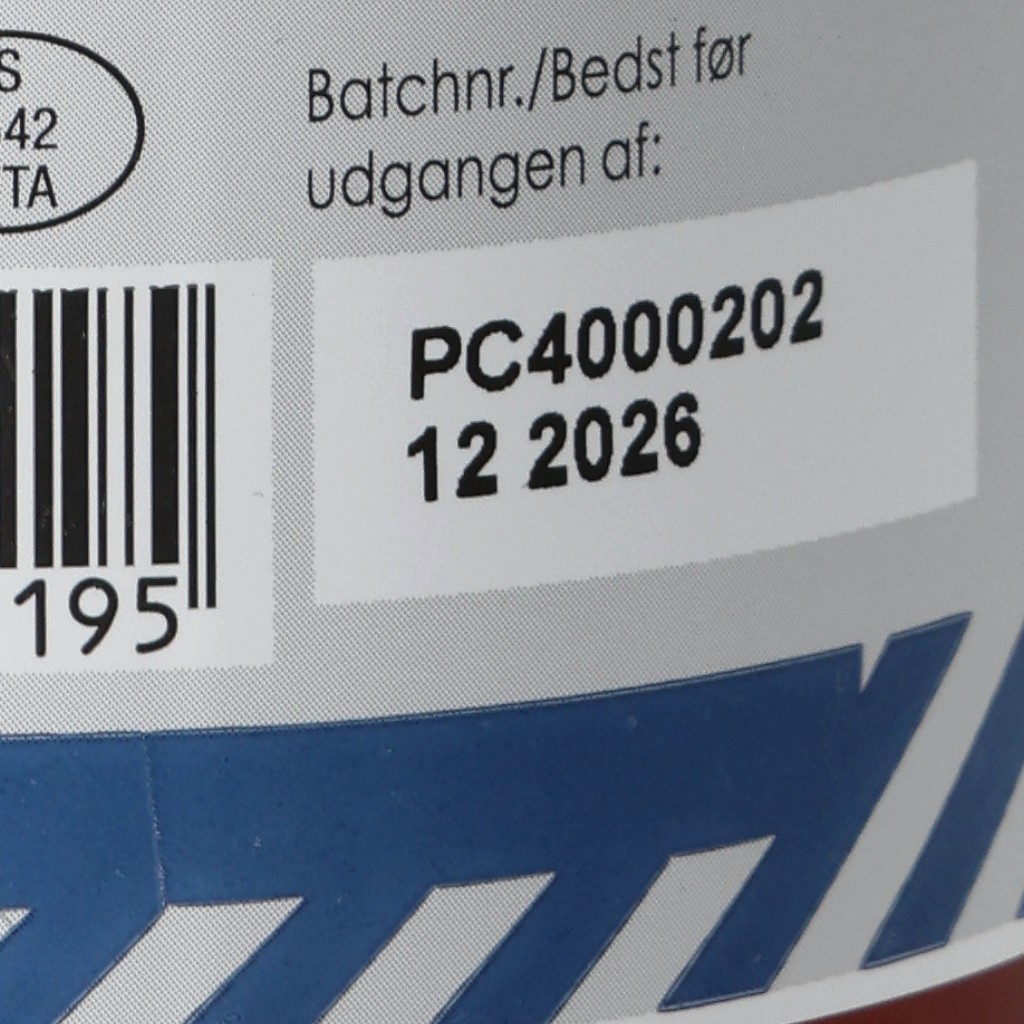 S
42
TA
Batchnr./Bedst før
udgangen af:
PC4000202
12 2026
195